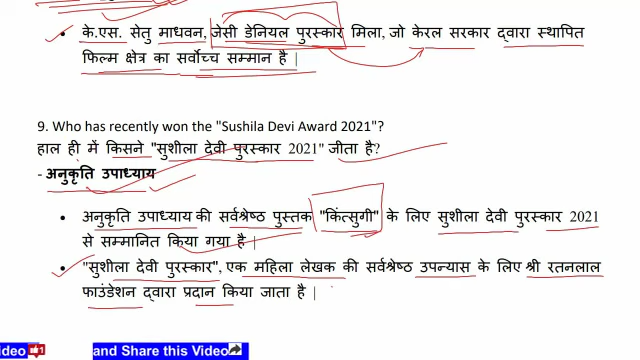 के.एस. सेतु माधवन, जेसी डेनियल पुरस्कार मिला, जो केरल सरकार द्वारा स्थापित
फिल्म क्षेत्र का सर्वोच्च सम्मान है |
9. Who has recently won the "Sushila Devi Award 2021"?
हाल ही में किसने "सुशीला देवी पुरस्कार 2021" जीता है?
- अनुकृति उपाध्याय
अनुकृति उपाध्याय की सर्वश्रेष्ठ पुस्तक "किंत्सुगी" के लिए सुशीला देवी पुरस्कार 2021
से सम्मानित किया गया है |
"सुशीला देवी पुरस्कार", एक महिला लेखक की सर्वश्रेष्ठ उपन्यास के लिए श्री रतनलाल
फाउंडेशन द्वारा प्रदान किया जाता है |
ideo and Share this Video